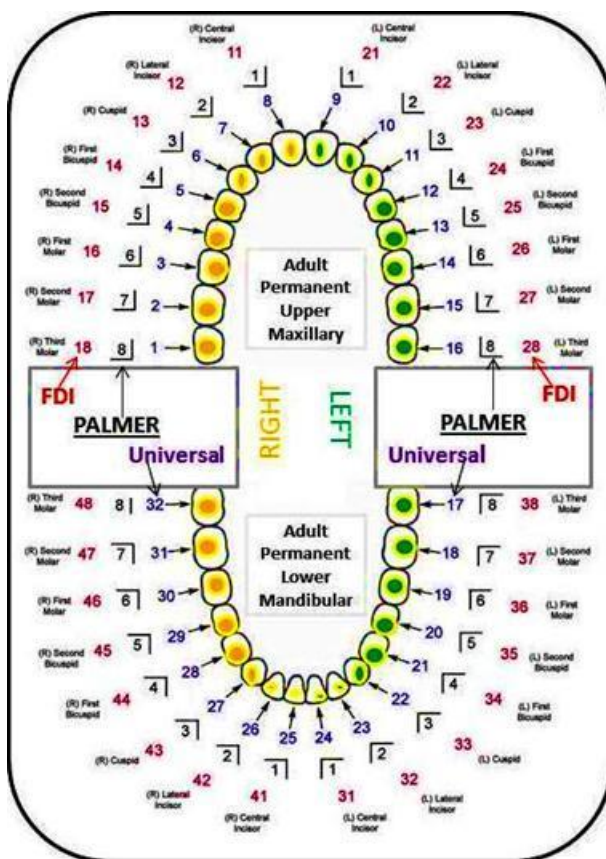 (R) Central
Incisor
11
1
8
(L) Central
Incisor
21
1
9
(R) Lateral
Incisor
12
2
7
(L) Lateral
Incisor
22
2
10
(R) Cuspid
13
3
6
(L) Cuspid
23
3
11
(R) First
Bicuspid
14
4
5
(L) First
Bicuspid
24
4
12
(R) Second
Bicuspid
15
5
4
(L) Second
Bicuspid
25
5
13
(R) First
Molar
16
6
3
(L) First
Molar
26
6
14
(R) Second
Molar
17
7
2
(L) Second
Molar
27
7
15
(R) Third
Molar
18
8
1
(L) Third
Molar
28
8
16
Adult
Permanent
Upper
Maxillary
FDI
PALMER
Universal
RIGHT
LEFT
FDI
PALMER
Universal
(R) Third
Molar
48
8
32
17
8
38
(L) Third
Molar
(R) Second
Molar
47
7
31
18
7
37
(L) Second
Molar
(R) First
Molar
46
6
30
19
6
36
(L) First
Molar
Adult
Permanent
Lower
Mandibular
(R) Second
Bicuspid
45
5
29
20
5
35
(L) Second
Bicuspid
(R) First
Bicuspid
44
4
28
21
4
34
(L) First
Bicuspid
(R) Cuspid
43
3
27
22
3
33
(L) Cuspid
(R) Lateral
Incisor
42
2
26
23
2
32
(L) Lateral
Incisor
(R) Central
Incisor
41
1
25
24
1
31
(L) Central
Incisor